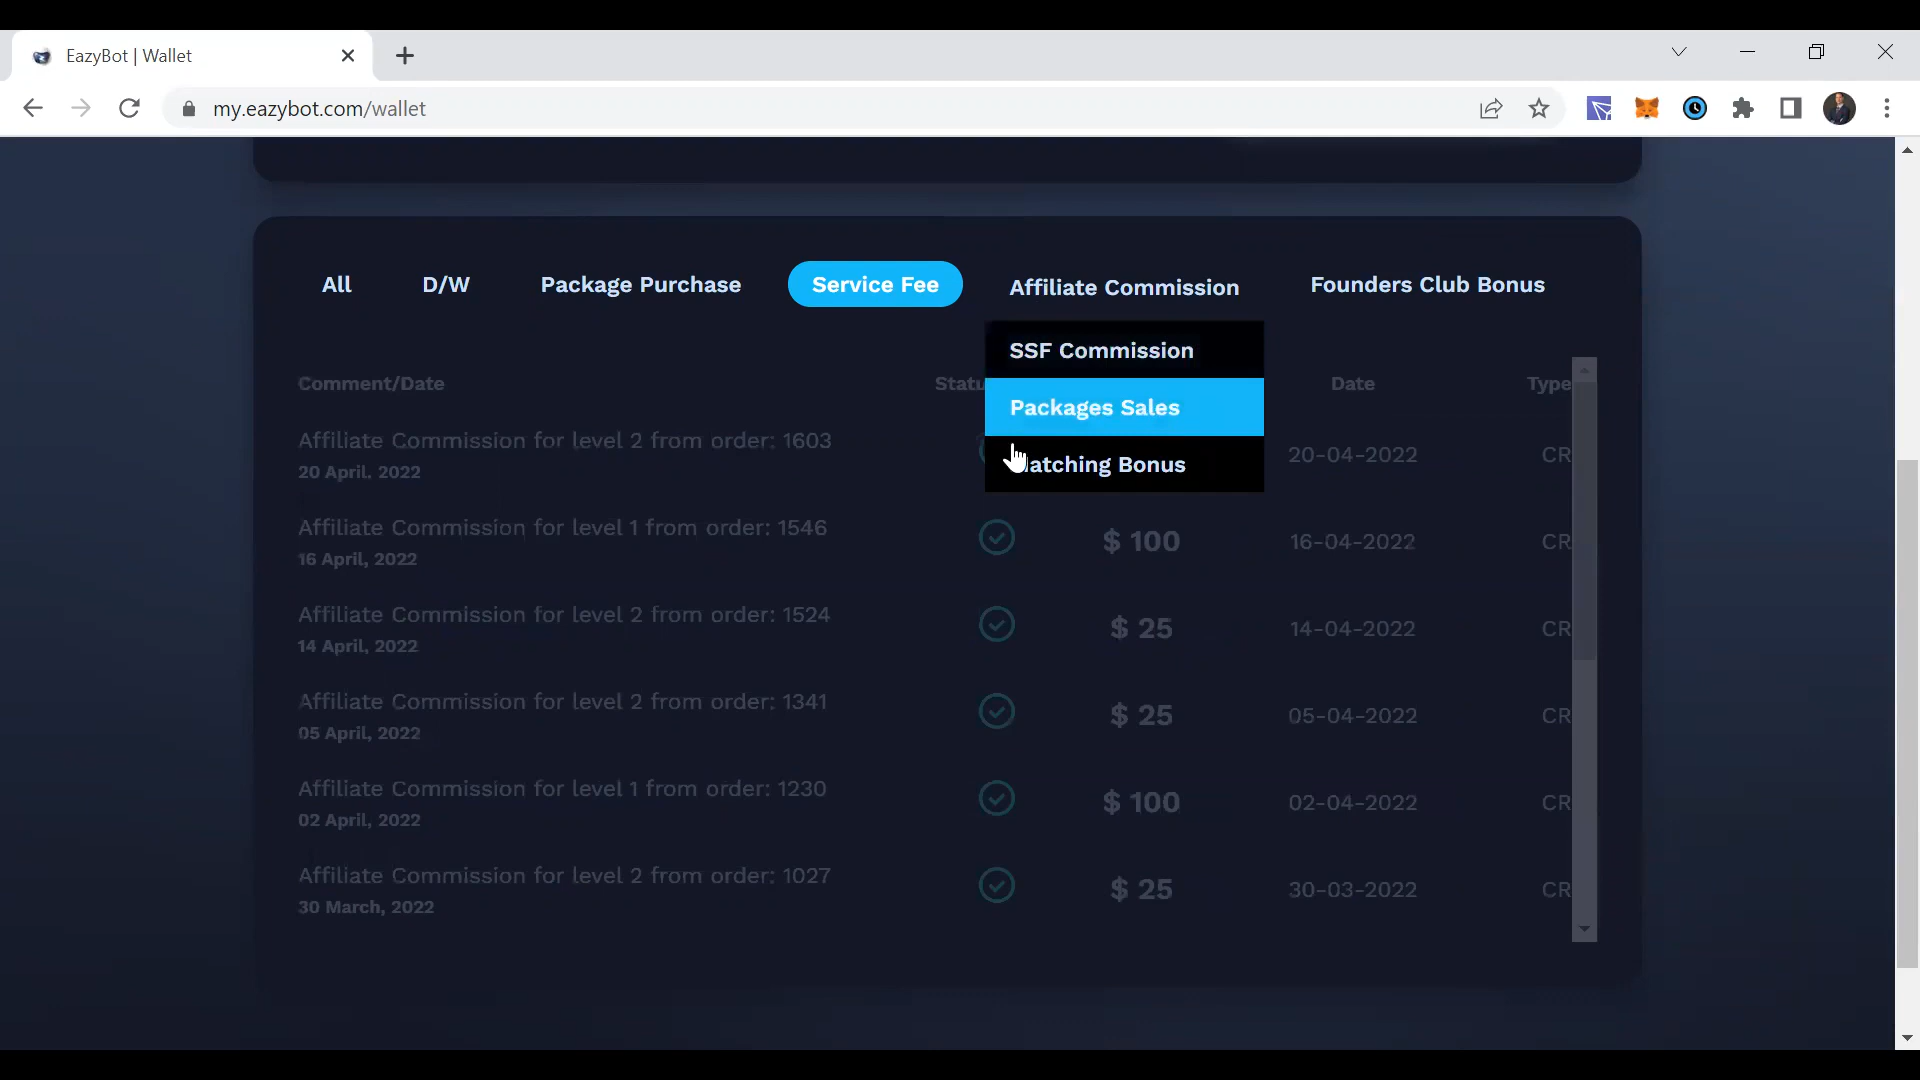 EazyBot | Wallet
my.eazybot.com/wallet
All D/W Package Purchase Service Fee Affiliate Commission Founders Club Bonus
SSF Commission
Packages Sales
atching Bonus
Comment/Date Statu Date Type
Affiliate Commission for level 2 from order: 1603
20 April, 2022
20-04-2022 CR
Affiliate Commission for level 1 from order: 1546
16 April, 2022
$ 100 16-04-2022 CR
Affiliate Commission for level 2 from order: 1524
14 April, 2022
$ 25 14-04-2022 CR
Affiliate Commission for level 2 from order: 1341
05 April, 2022
$ 25 05-04-2022 CR
Affiliate Commission for level 1 from order: 1230
02 April, 2022
$ 100 02-04-2022 CR
Affiliate Commission for level 2 from order: 1027
30 March, 2022
$ 25 30-03-2022 CR